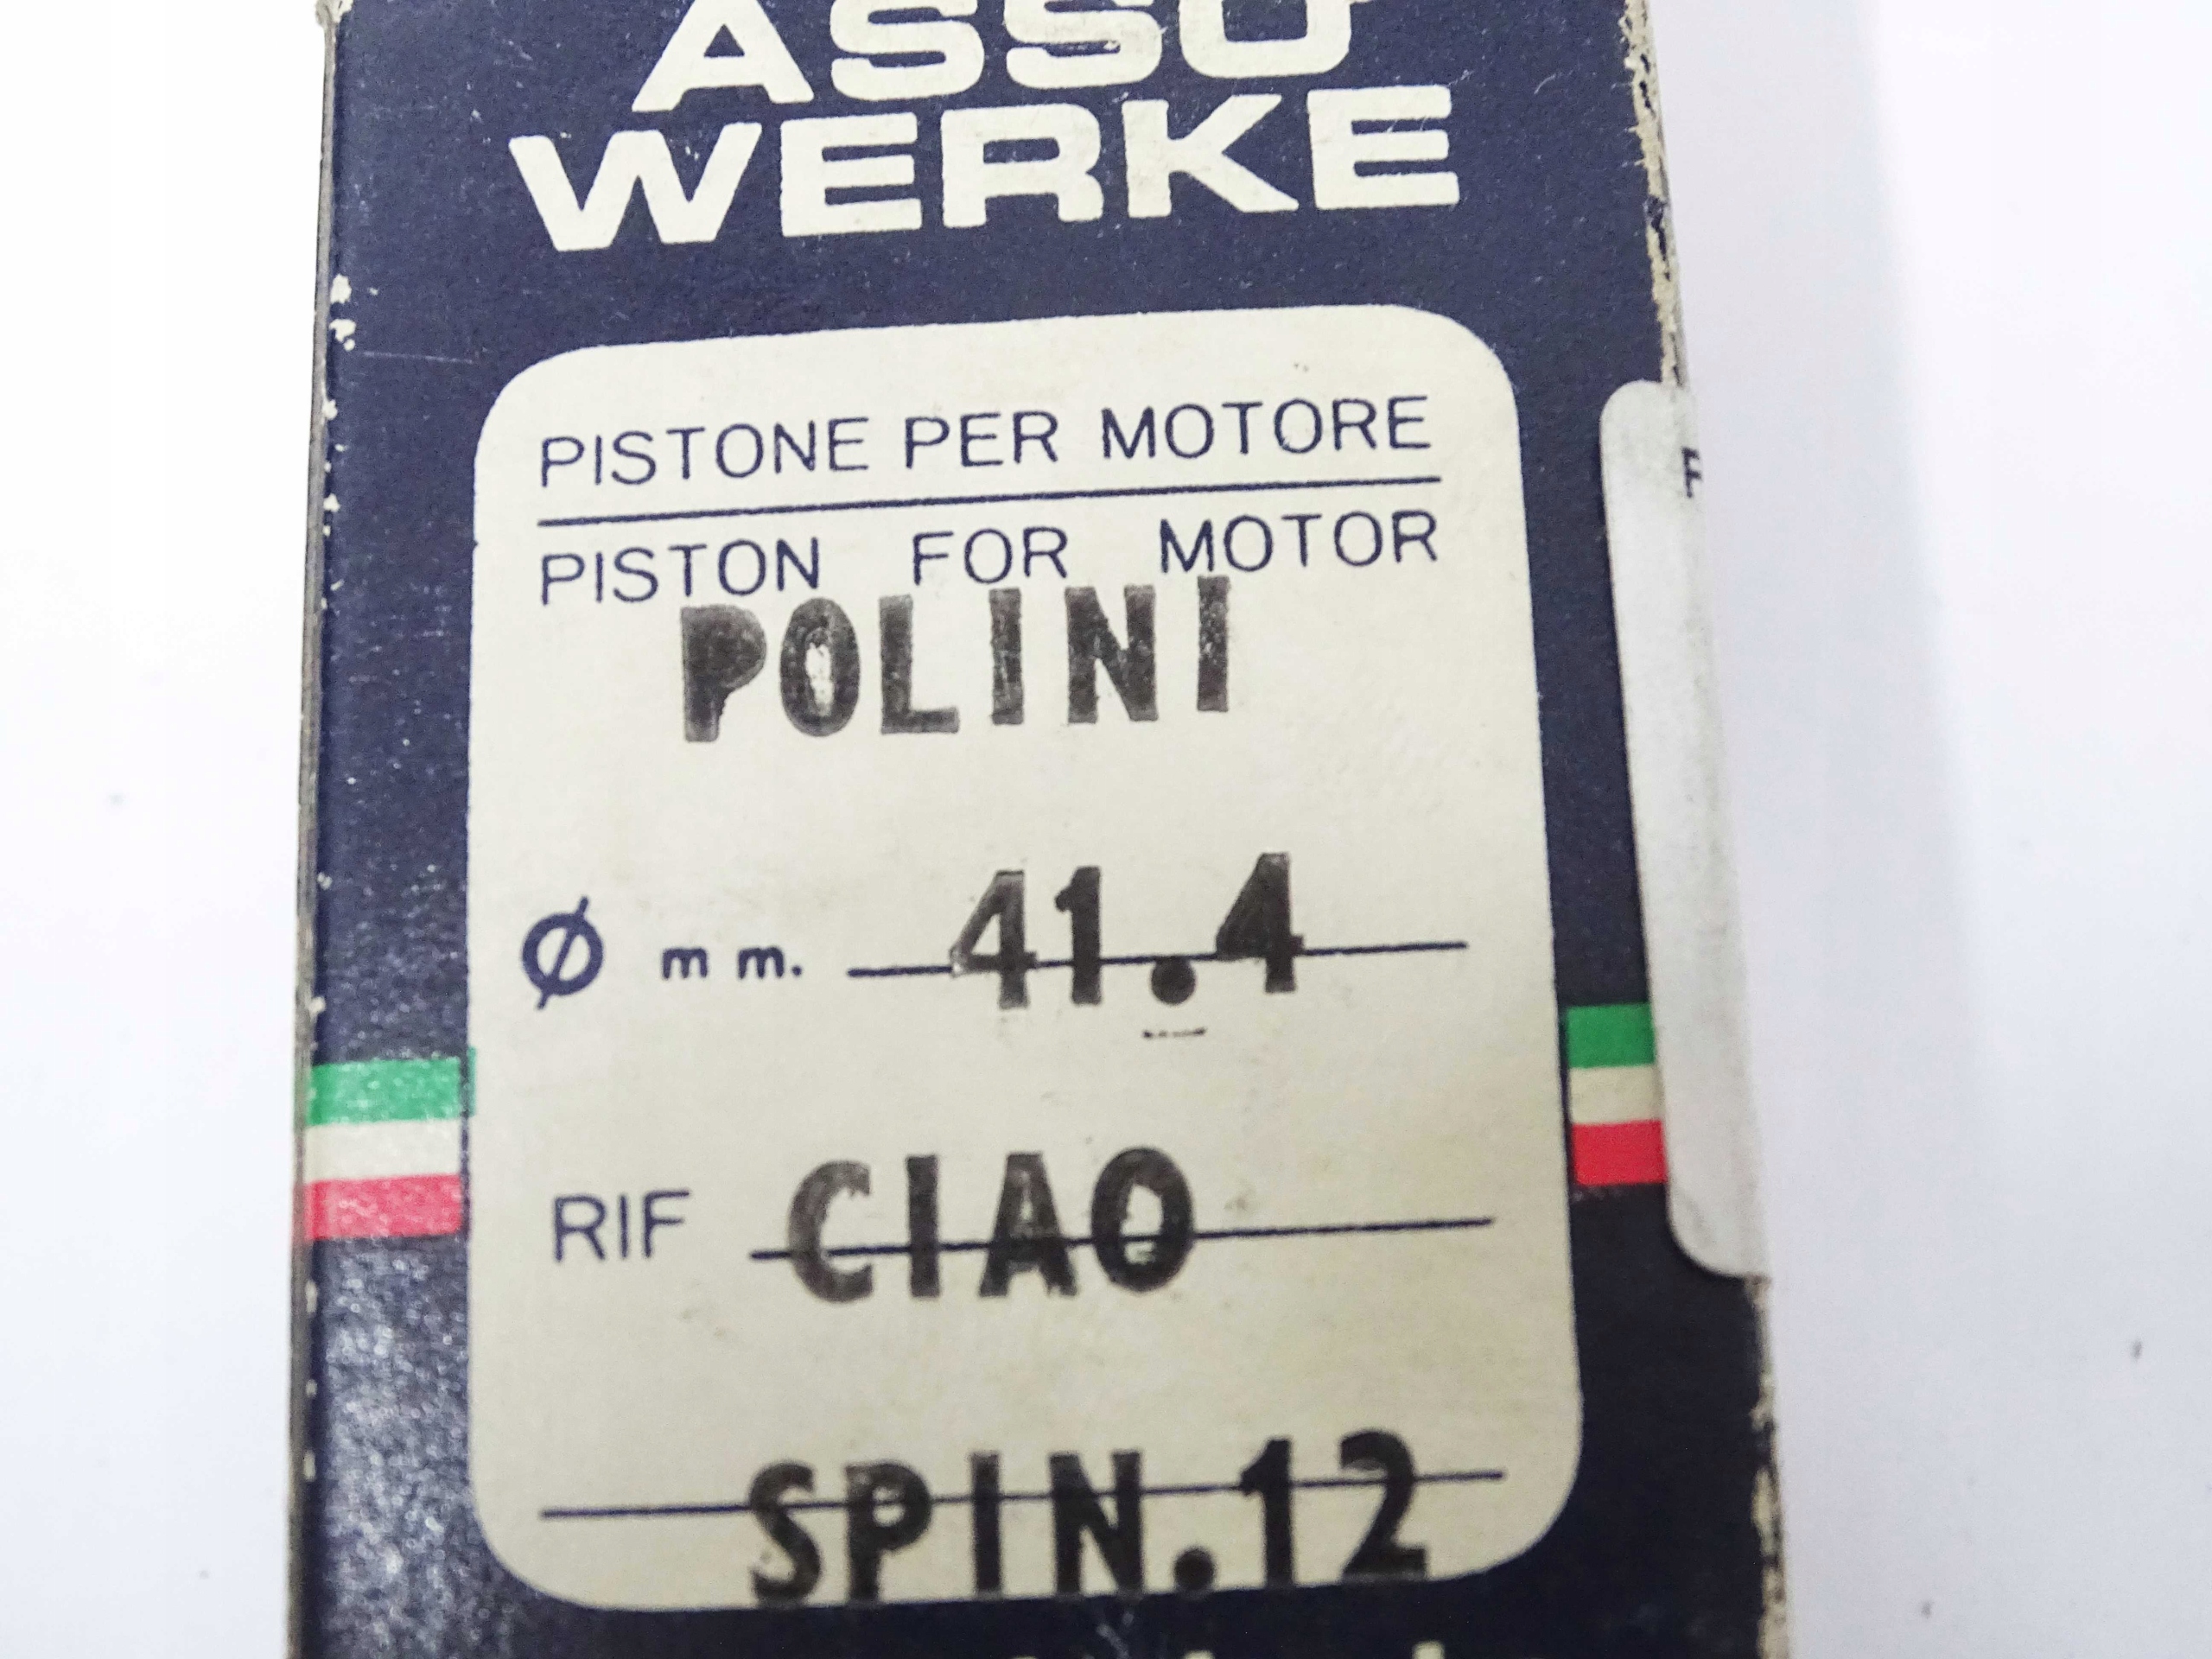 ASSO
WERKE
PISTONE PER MOTORE
PISTON FOR MOTOR
POLINI
Ø mm. 41.4
RIF CIAO
SPIN.12